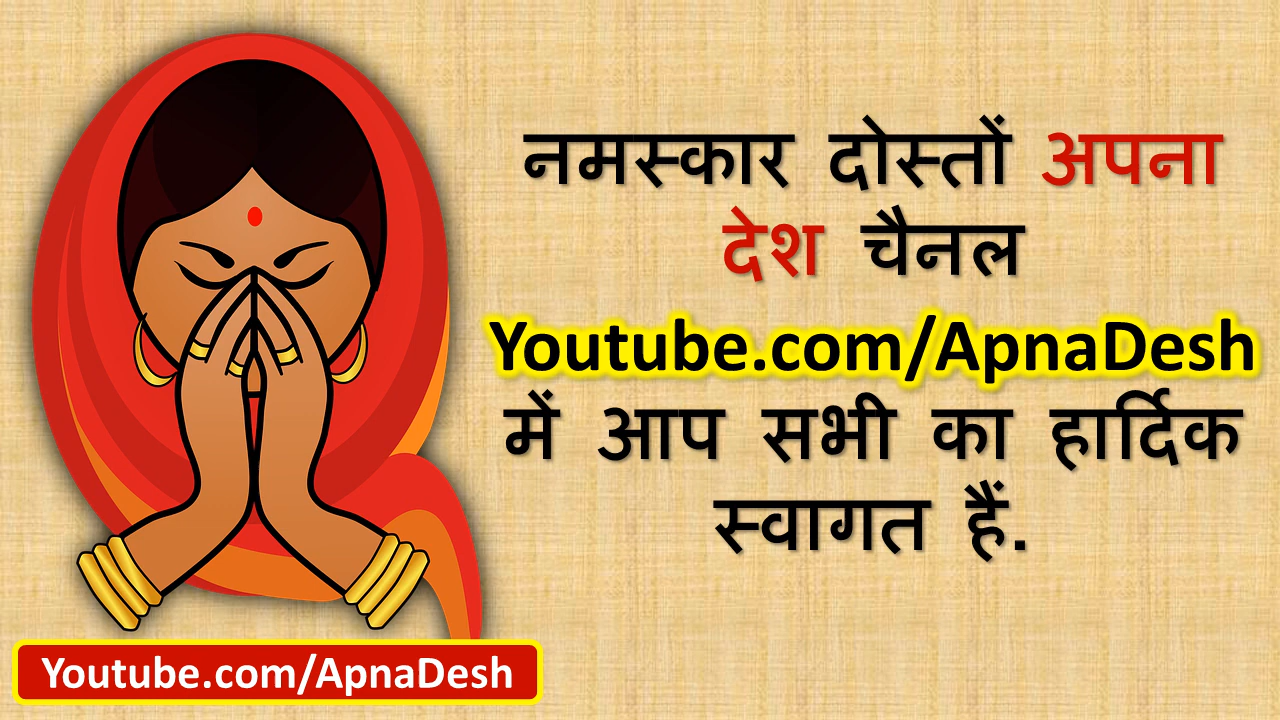 नमस्कार दोस्तों अपना
देश चैनल
Youtube.com/ApnaDesh
में आप सभी का हार्दिक
स्वागत हैं.
Youtube.com/ApnaDesh